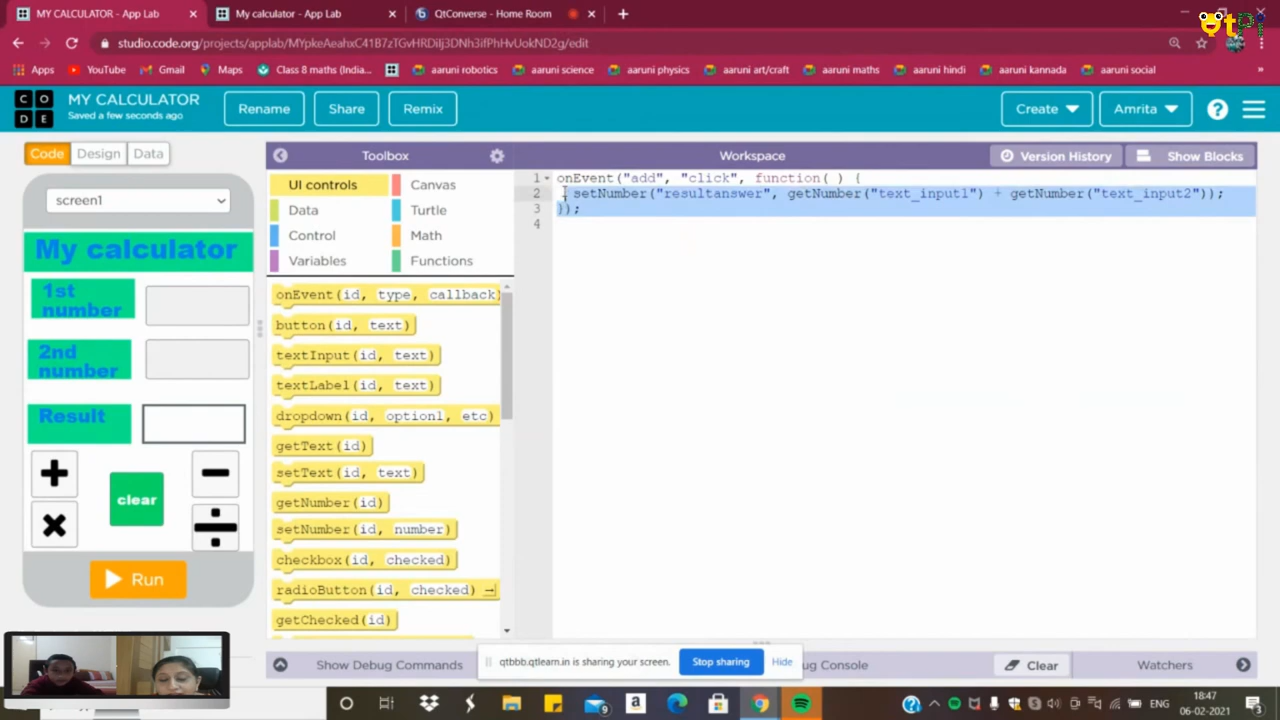 MY CALCULATOR - App Lab
My calculator - App Lab
QtConverse - Home Room
QtPi
studio.code.org/projects/applab/MYpkeAeahxC41B7zTGvHRDiIj3DNh3ifPhHvUokND2g/edit
Apps
YouTube
Gmail
Maps
Class 8 maths (India...
aaruni robotics
aaruni science
aaruni physics
aaruni art/craft
aaruni maths
aaruni hindi
aaruni kannada
aaruni social
CODE
MY CALCULATOR
Saved a few seconds ago
Rename
Share
Remix
Create
Amrita
?
Code
Design
Data
Toolbox
Workspace
Version History
Show Blocks
screen1
My calculator
1st
number
2nd
number
Result
+
−
clear
×
÷
Run
UI controls
Canvas
Data
Turtle
Control
Math
Variables
Functions
onEvent(id, type, callback)
button(id, text)
textInput(id, text)
textLabel(id, text)
dropdown(id, option1, etc)
getText(id)
setText(id, text)
getNumber(id)
setNumber(id, number)
checkbox(id, checked)
radioButton(id, checked)
getChecked(id)
1 onEvent("add", "click", function( ) {
2 setNumber("resultanswer", getNumber("text_input1") + getNumber("text_input2"));
3 });
4
Show Debug Commands
qtbbb.qtlearn.in is sharing your screen.
Stop sharing
Hide
ug Console
Clear
Watchers
9
ENG
18:47
06-02-2021
3